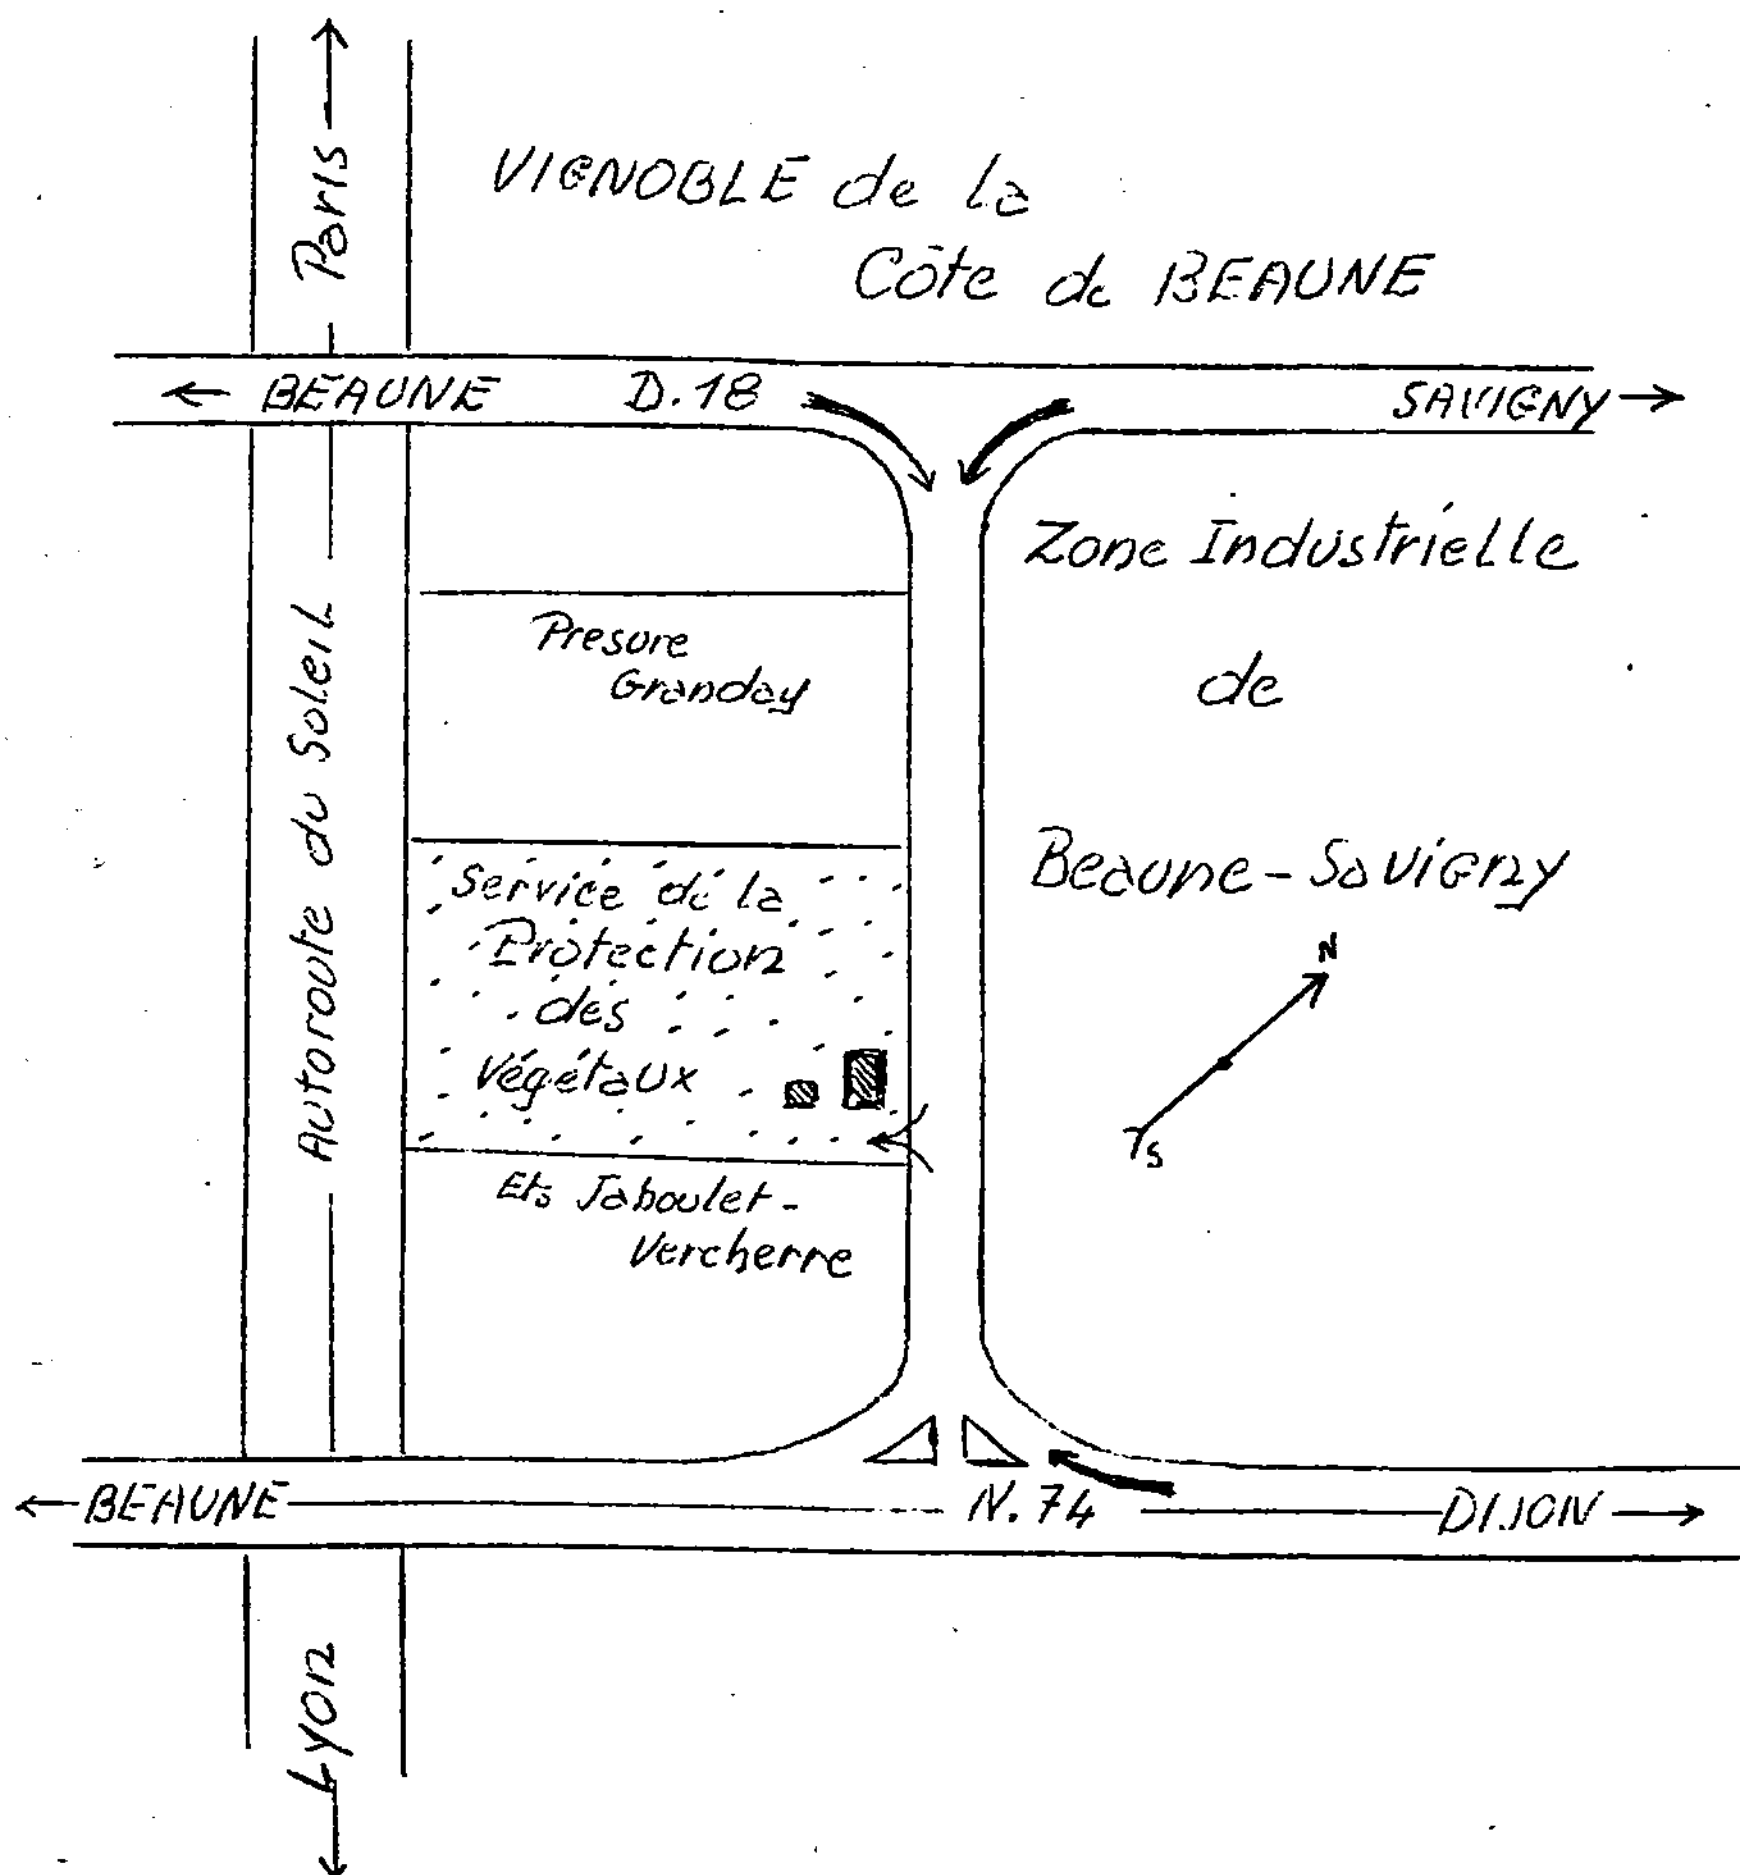 Paris
VIGNOBLE de la
Côte de BEAUNE
BEAUNE D.18 SAVIGNY
Zone Industrielle
de
Beaune-Savigny
Presure
Granday
Autoroute du Soleil
Service de la
Protection
des
Végétaux
N
S
Ets Jaboulet-
Vercherre
BEAUNE N.74 DIJON
Lyon